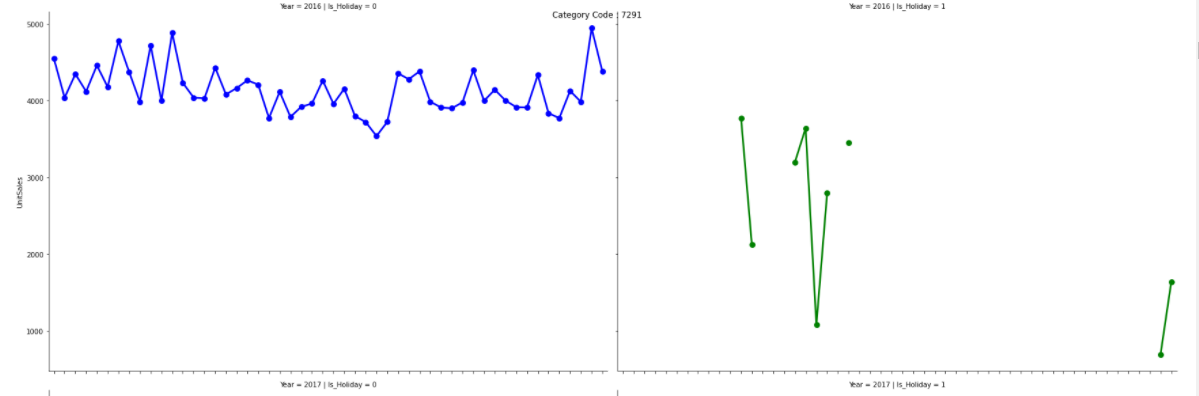 Year = 2016 | Is_Holiday = 0
Year = 2016 | Is_Holiday = 1
Category Code : 7291
5000
4000
3000
2000
1000
UnitSales
Year = 2017 | Is_Holiday = 0
Year = 2017 | Is_Holiday = 1